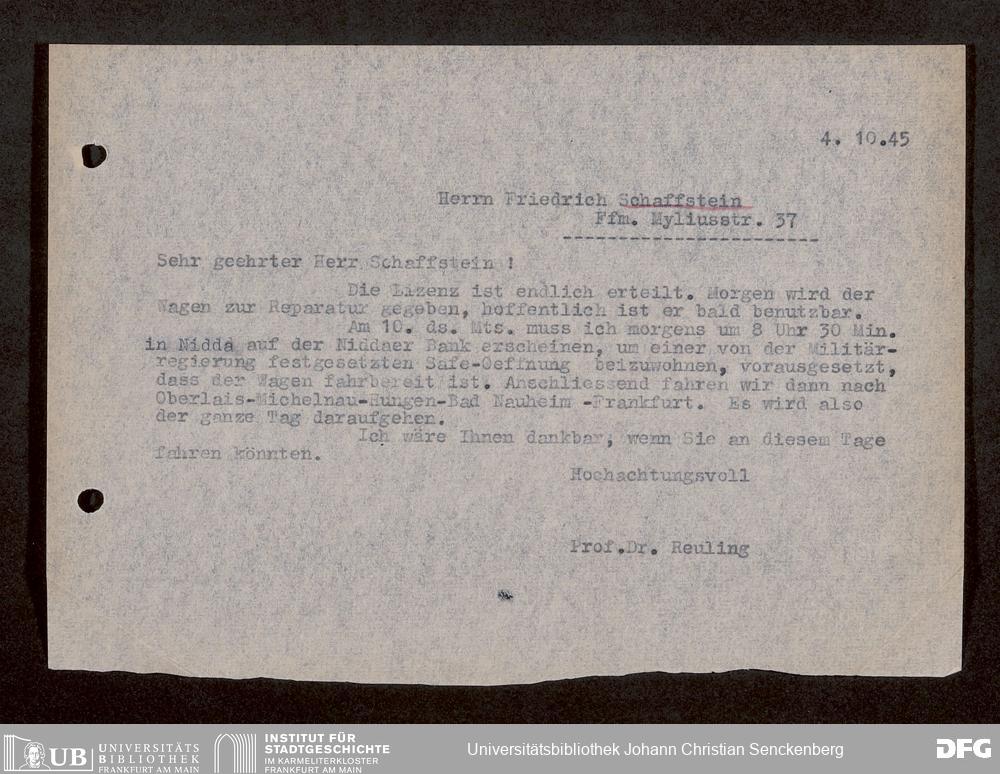 4. 10.45
Herrn Friedrich Schaffstein
Ffm. Myliusstr. 37
Sehr geehrter Herr Schaffstein !
Die Lizenz ist endlich erteilt. Morgen wird der
Wagen zur Reparatur gegeben, hoffentlich ist er bald benutzbar.
Am 10. ds. Mts. muss ich morgens um 8 Uhr 30 Min.
in Nidda auf der Niddaer Bank erscheinen, um einer von der Militär-
regierung festgesetzten Safe-Oeffnung beizuwohnen, vorausgesetzt,
dass der Wagen fahrbereit ist. Anschliessend fahren wir dann nach
Oberlais-Michelnau-Hungen-Bad Nauheim -Frankfurt. Es wird also
der ganze Tag daraufgehen.
Ich wäre Ihnen dankbar, wenn Sie an diesem Tage
fahren könnten.
Hochachtungsvoll
Prof.Dr. Reuling
UB UNIVERSITÄTS
BIBLIOTHEK
FRANKFURT AM MAIN
INSTITUT FÜR
STADTGESCHICHTE
IM KARMELITERKLOSTER
FRANKFURT AM MAIN
Universitätsbibliothek Johann Christian Senckenberg
DFG